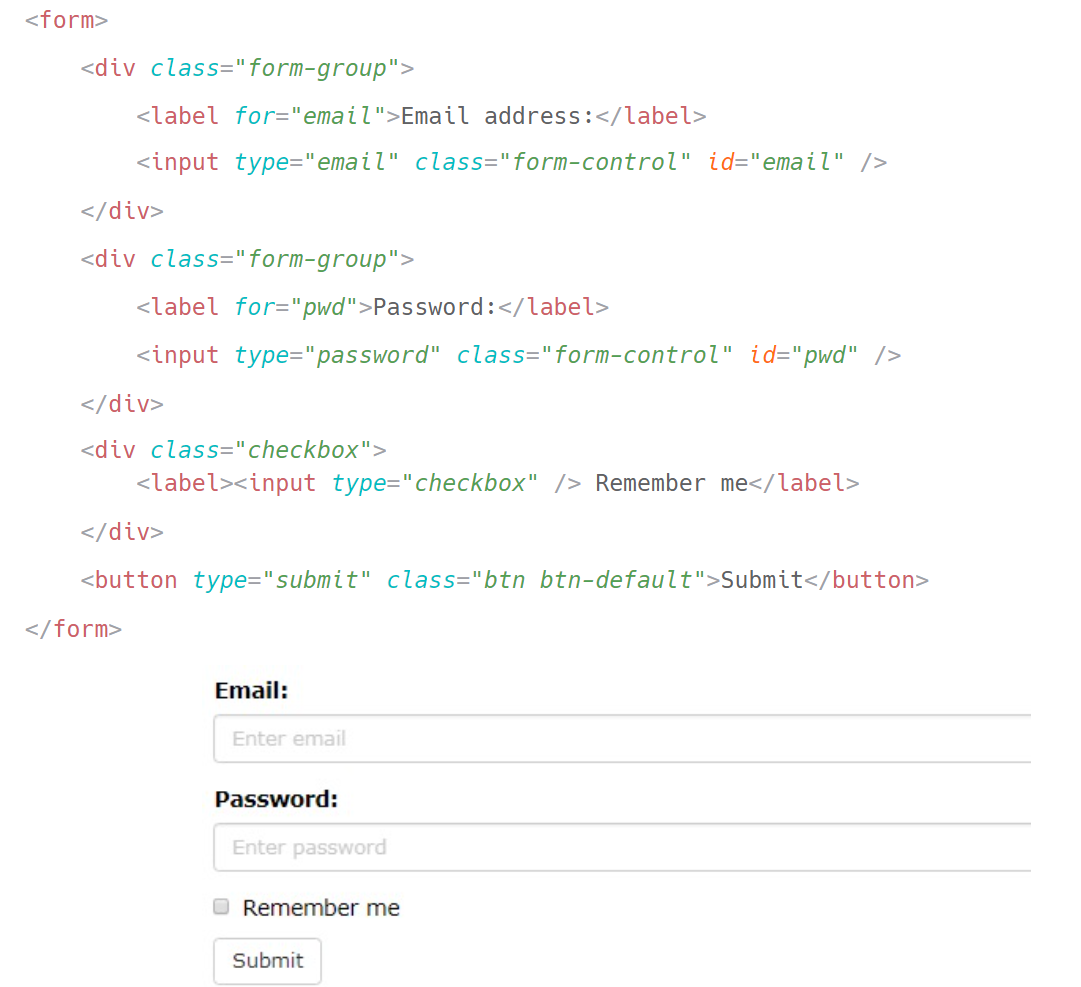 <form>
<div class="form-group">
<label for="email">Email address:</label>
<input type="email" class="form-control" id="email" />
</div>
<div class="form-group">
<label for="pwd">Password:</label>
<input type="password" class="form-control" id="pwd" />
</div>
<div class="checkbox">
<label><input type="checkbox" /> Remember me</label>
</div>
<button type="submit" class="btn btn-default">Submit</button>
</form>
Email:
Enter email
Password:
Enter password
Remember me
Submit